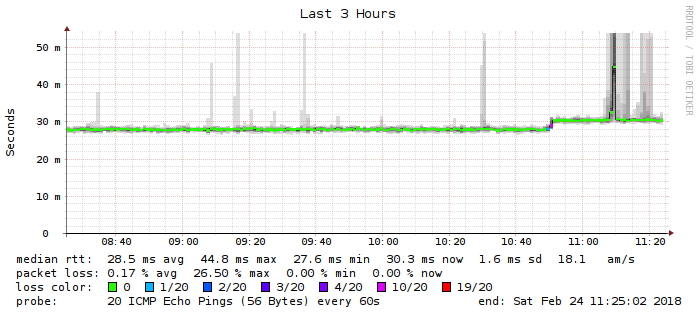 Last 3 Hours
RRDTOOL / TOBI OETIKER
Seconds
50 m
40 m
30 m
20 m
10 m
0
08:40 09:00 09:20 09:40 10:00 10:20 10:40 11:00 11:20
median rtt: 28.5 ms avg 44.8 ms max 27.6 ms min 30.3 ms now 1.6 ms sd 18.1 am/s
packet loss: 0.17 % avg 26.50 % max 0.00 % min 0.00 % now
loss color: 0 1/20 2/20 3/20 4/20 10/20 19/20
probe: 20 ICMP Echo Pings (56 Bytes) every 60s end: Sat Feb 24 11:25:02 2018